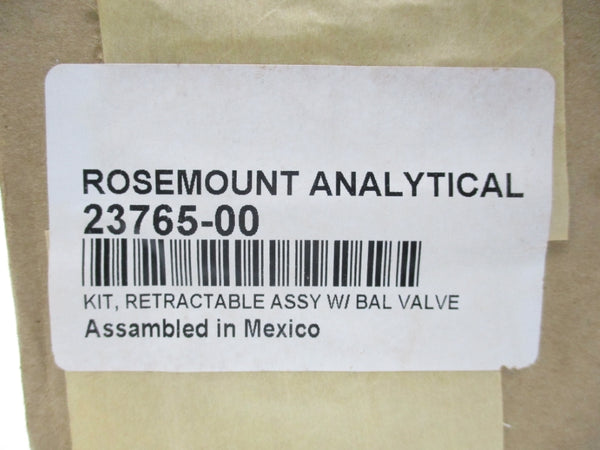 ROSEMOUNT ANALYTICAL
23765-00
KIT, RETRACTABLE ASSY W/ BAL VALVE
Assambled in Mexico